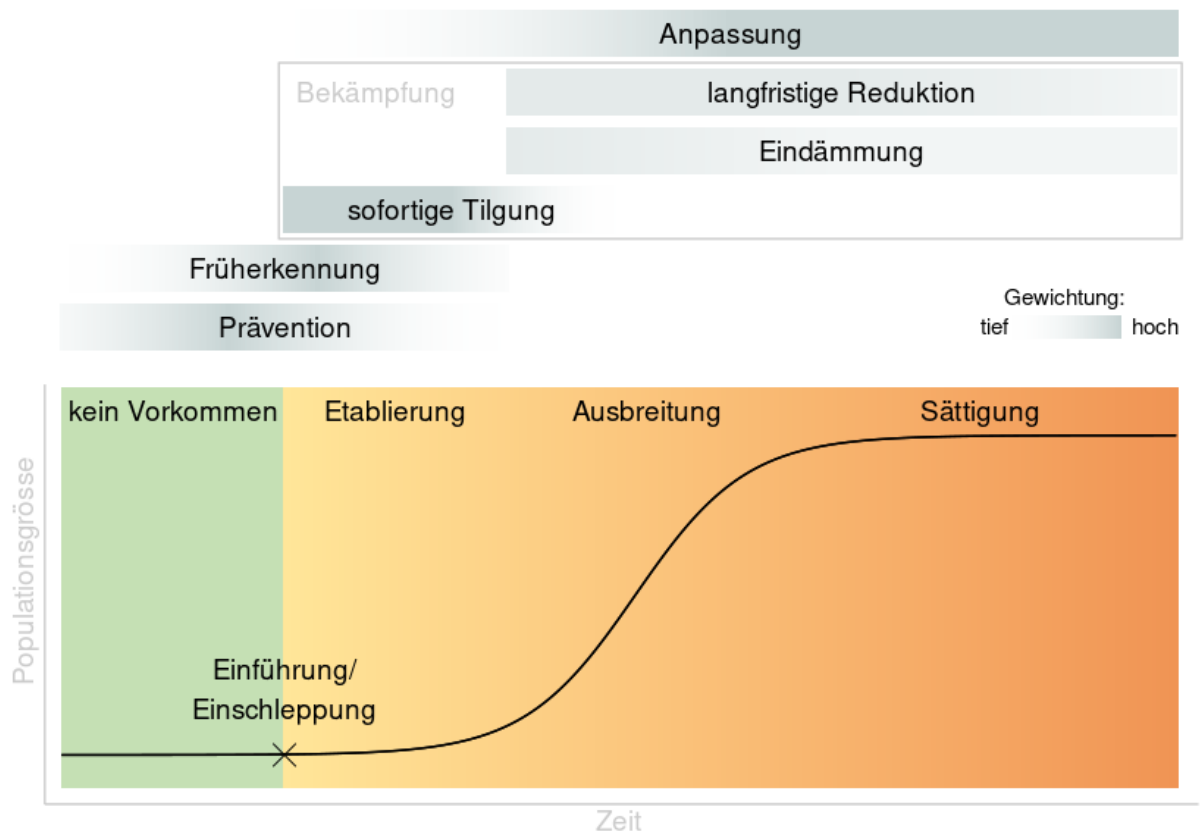 Anpassung
Bekämpfung
langfristige Reduktion
Eindämmung
sofortige Tilgung
Früherkennung
Prävention
Gewichtung:
tief
hoch
kein Vorkommen
Etablierung
Ausbreitung
Sättigung
Populationsgrösse
Einführung/
Einschleppung
Zeit